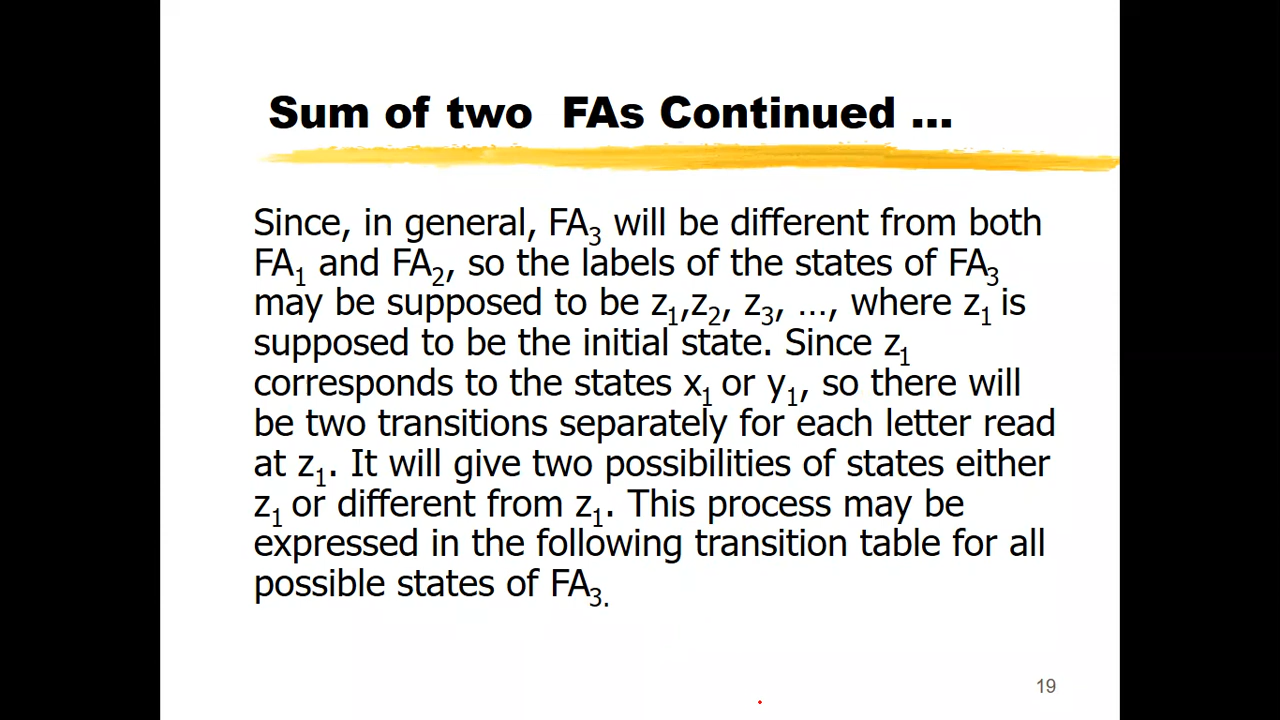 Sum of two FAs Continued ...
Since, in general, FA₃ will be different from both
FA₁ and FA₂, so the labels of the states of FA₃
may be supposed to be z₁,z₂, z₃, ..., where z₁ is
supposed to be the initial state. Since z₁
corresponds to the states x₁ or y₁, so there will
be two transitions separately for each letter read
at z₁. It will give two possibilities of states either
z₁ or different from z₁. This process may be
expressed in the following transition table for all
possible states of FA₃.
19